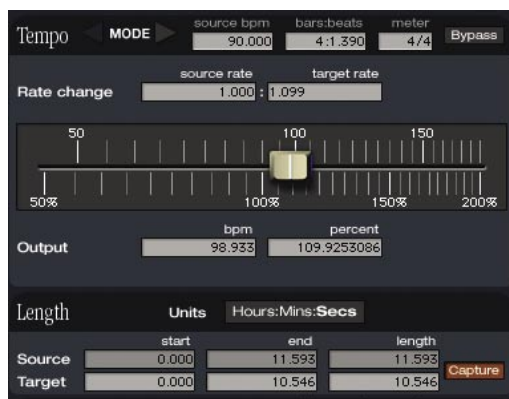 source bpm bars:beats meter
Tempo MODE 90.000 4:1.390 4/4 Bypass
source rate target rate
Rate change 1.000 : 1.099
50 100 150
50% 100% 150% 200%
bpm percent
Output 98.933 109.9253086
Length Units Hours:Mins:Secs
start end length
Source 0.000 11.593 11.593
Capture
Target 0.000 10.546 10.546